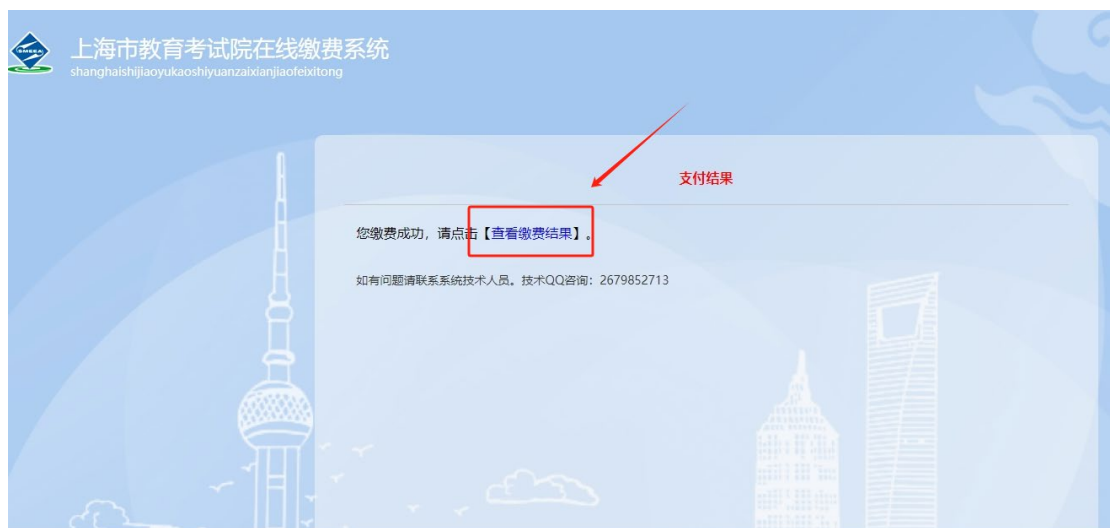 SMEEA
上海市教育考试院在线缴费系统
shanghaishijiaoyukaoshiyuanzaixianjiaofeixitong
支付结果
您缴费成功，请点击【查看缴费结果】。
如有问题请联系系统技术人员。技术QQ咨询：2679852713